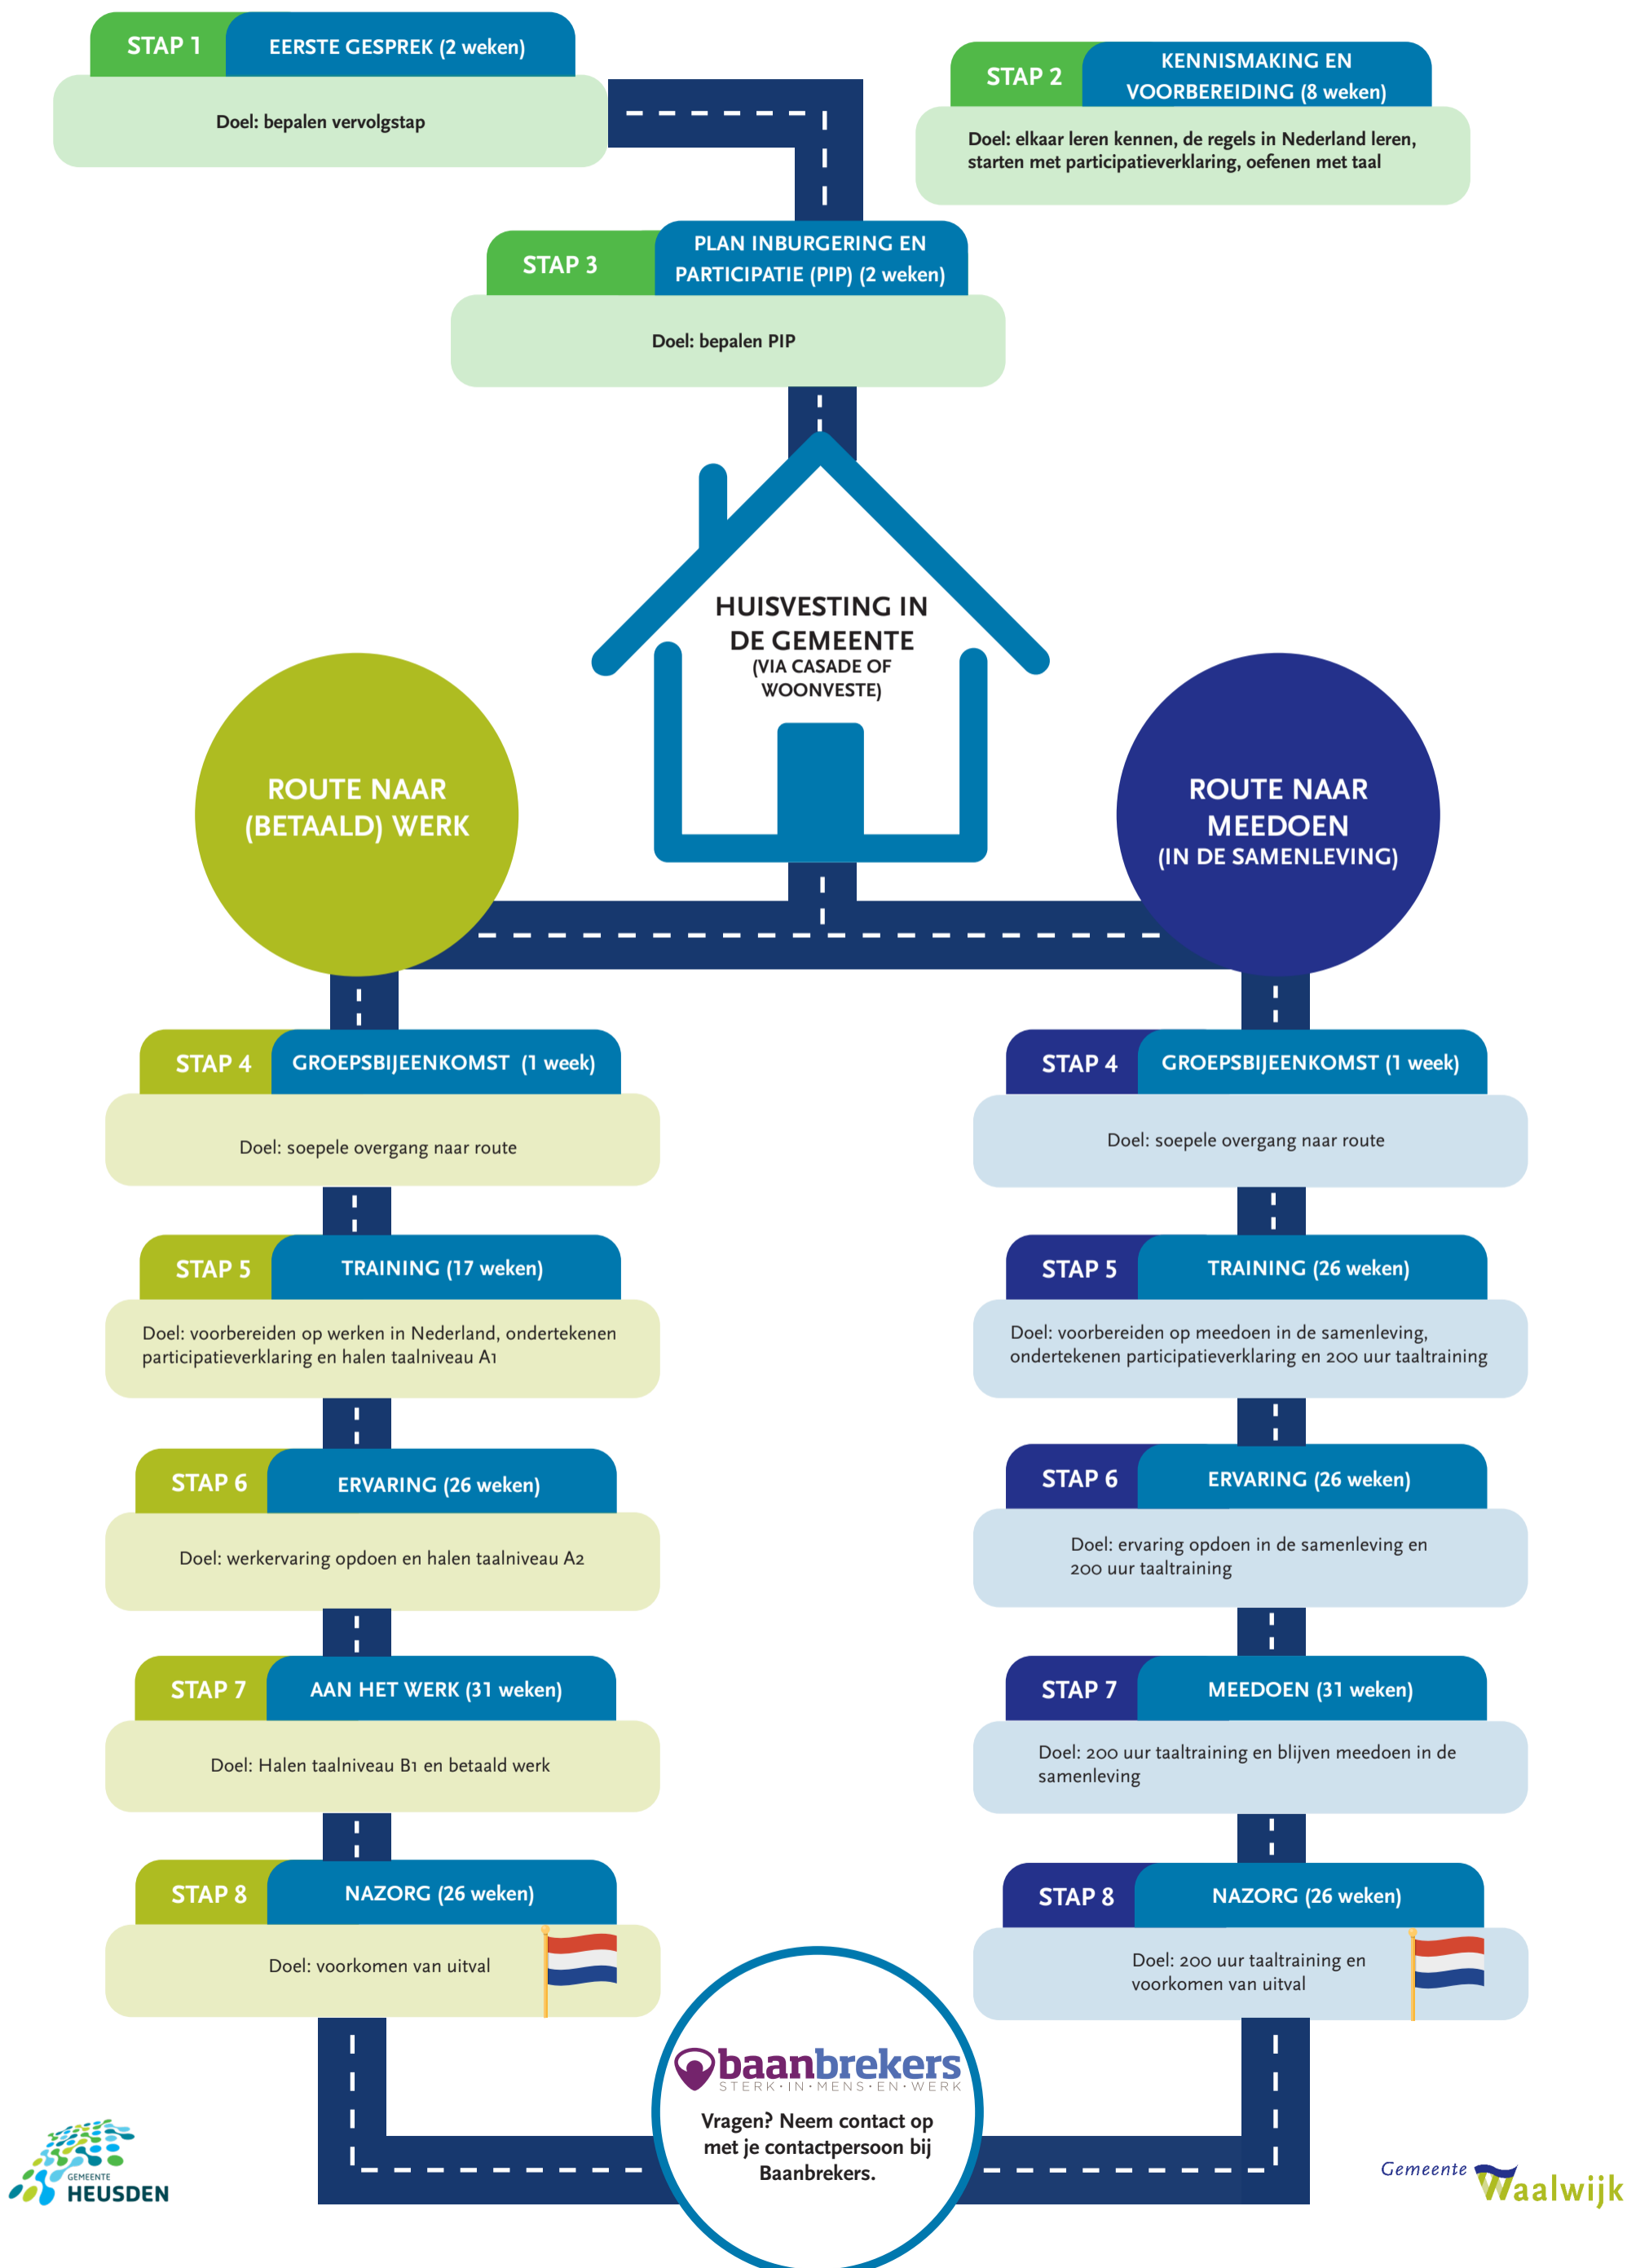 STAP 1
EERSTE GESPREK (2 weken)
Doel: bepalen vervolgstap
STAP 2
KENNISMAKING EN
VOORBEREIDING (8 weken)
Doel: elkaar leren kennen, de regels in Nederland leren,
starten met participatieverklaring, oefenen met taal
STAP 3
PLAN INBURGERING EN
PARTICIPATIE (PIP) (2 weken)
Doel: bepalen PIP
HUISVESTING IN
DE GEMEENTE
(VIA CASADE OF
WOONVESTE)
ROUTE NAAR
(BETAALD) WERK
STAP 4
GROEPSBIJEENKOMST (1 week)
Doel: soepele overgang naar route
STAP 5
TRAINING (17 weken)
Doel: voorbereiden op werken in Nederland, ondertekenen
participatieverklaring en halen taalniveau A1
STAP 6
ERVARING (26 weken)
Doel: werkervaring opdoen en halen taalniveau A2
STAP 7
AAN HET WERK (31 weken)
Doel: Halen taalniveau B1 en betaald werk
STAP 8
NAZORG (26 weken)
Doel: voorkomen van uitval
ROUTE NAAR
MEEDOEN
(IN DE SAMENLEVING)
STAP 4
GROEPSBIJEENKOMST (1 week)
Doel: soepele overgang naar route
STAP 5
TRAINING (26 weken)
Doel: voorbereiden op meedoen in de samenleving,
ondertekenen participatieverklaring en 200 uur taaltraining
STAP 6
ERVARING (26 weken)
Doel: ervaring opdoen in de samenleving en
200 uur taaltraining
STAP 7
MEEDOEN (31 weken)
Doel: 200 uur taaltraining en blijven meedoen in de
samenleving
STAP 8
NAZORG (26 weken)
Doel: 200 uur taaltraining en
voorkomen van uitval
baanbrekers
STERK·IN·MENS·EN·WERK
Vragen? Neem contact op
met je contactpersoon bij
Baanbrekers.
GEMEENTE
HEUSDEN
Gemeente
Waalwijk